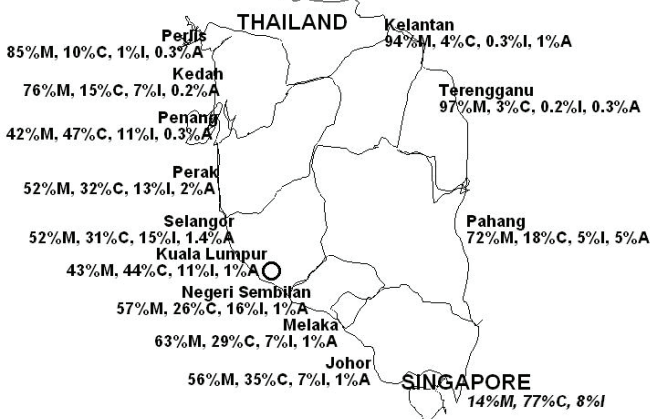 THAILAND
Kelantan
94%M, 4%C, 0.3%I, 1%A
Perlis
85%M, 10%C, 1%I, 0.3%A
Kedah
76%M, 15%C, 7%I, 0.2%A
Terengganu
97%M, 3%C, 0.2%I, 0.3%A
Penang
42%M, 47%C, 11%I, 0.3%A
Perak
52%M, 32%C, 13%I, 2%A
Selangor
52%M, 31%C, 15%I, 1.4%A
Pahang
72%M, 18%C, 5%I, 5%A
Kuala Lumpur
43%M, 44%C, 11%I, 1%A
Negeri Sembilan
57%M, 26%C, 16%I, 1%A
Melaka
63%M, 29%C, 7%I, 1%A
Johor
56%M, 35%C, 7%I, 1%A
SINGAPORE
14%M, 77%C, 8%I